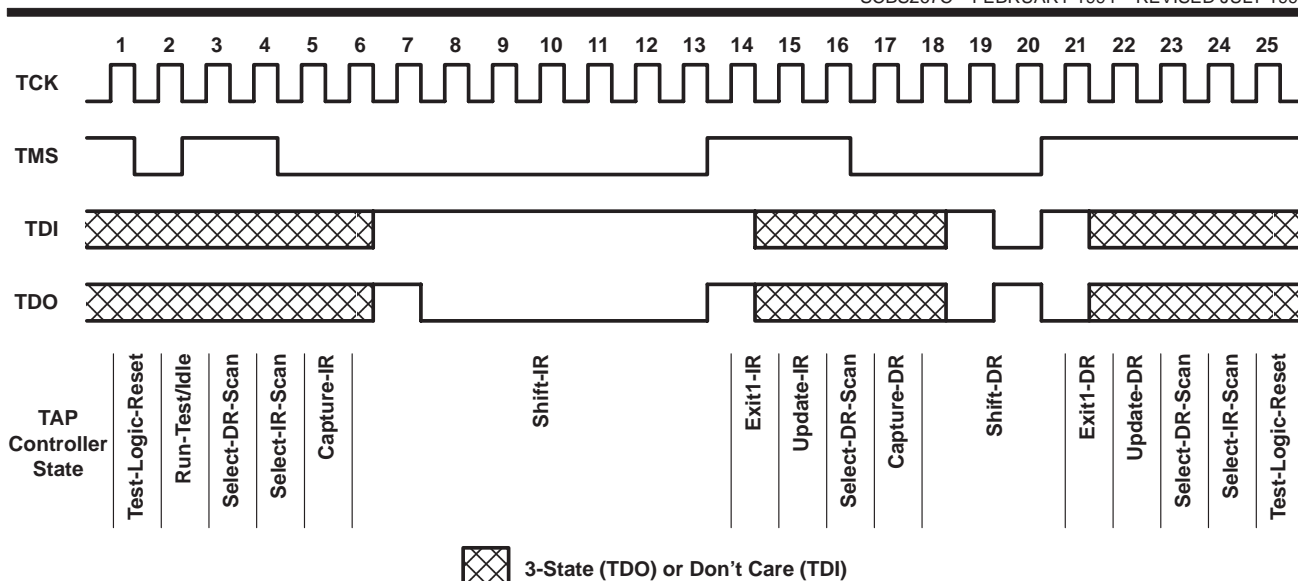 1 2 3 4 5 6 7 8 9 10 11 12 13 14 15 16 17 18 19 20 21 22 23 24 25
TCK
TMS
TDI
TDO
TAP
Controller
State
Test-Logic-Reset
Run-Test/Idle
Select-DR-Scan
Select-IR-Scan
Capture-IR
Shift-IR
Exit1-IR
Update-IR
Select-DR-Scan
Capture-DR
Shift-DR
Exit1-DR
Update-DR
Select-DR-Scan
Select-IR-Scan
Test-Logic-Reset
3-State (TDO) or Don't Care (TDI)